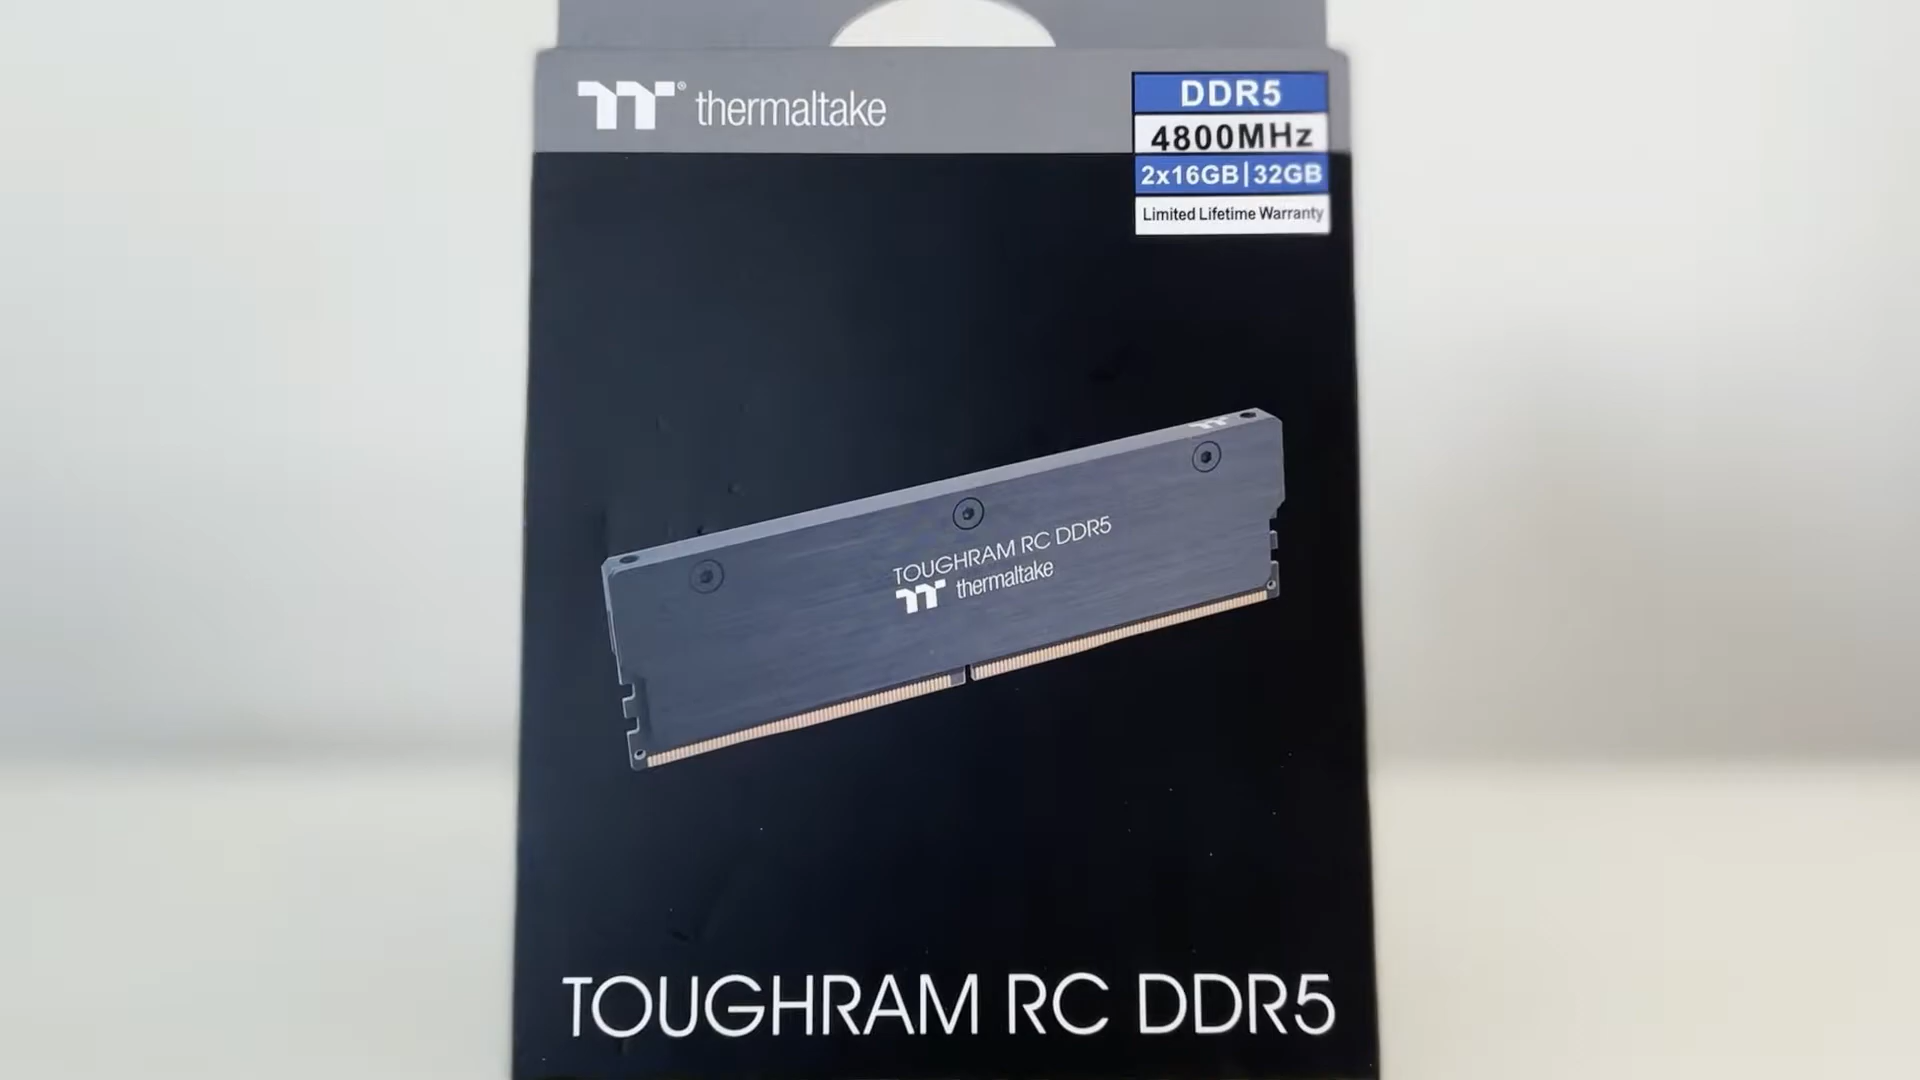 thermaltake
DDR5
4800MHz
2x16GB|32GB
Limited Lifetime Warranty
TOUGHRAM RC DDR5
thermaltake
TOUGHRAM RC DDR5